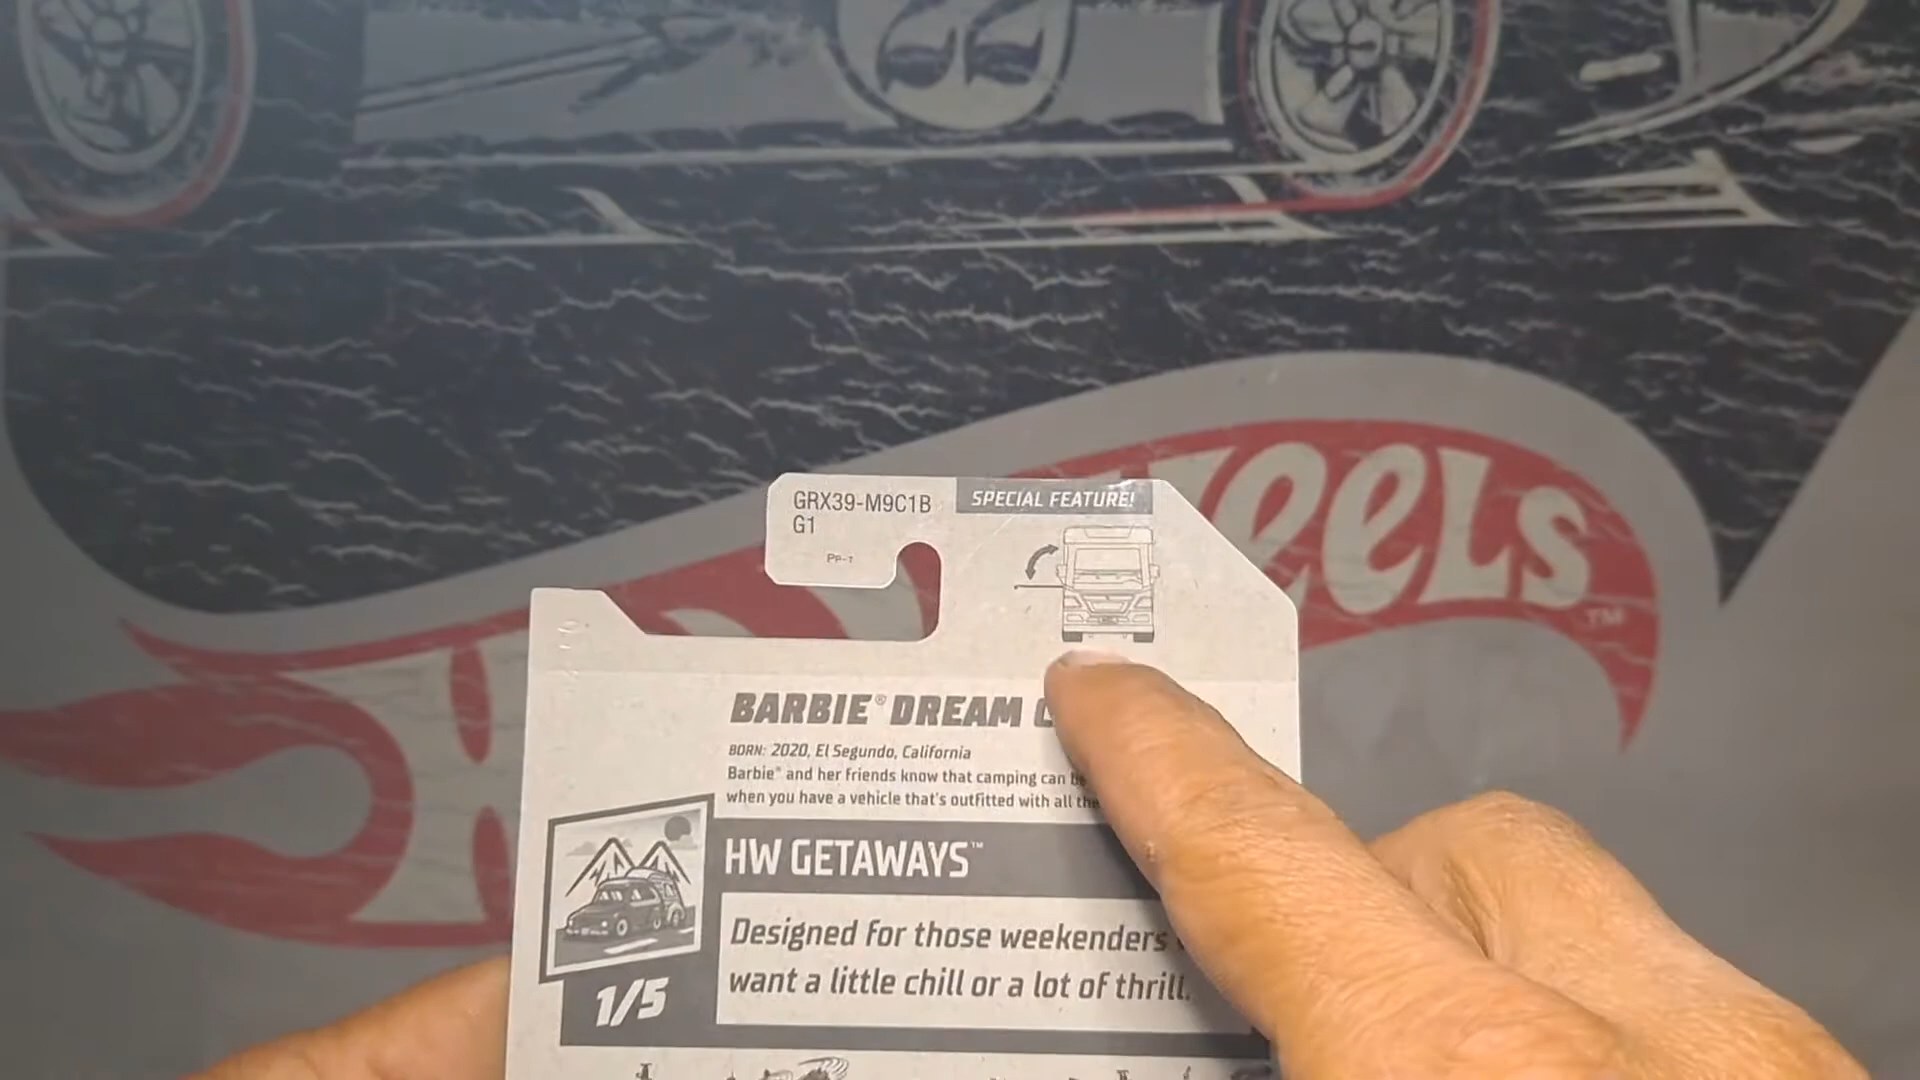 GRX39-M9C1B
G1
PP-7
SPECIAL FEATURE!
BARBIE® DREAM
BORN: 2020, El Segundo, California
Barbie® and her friends know that camping can
when you have a vehicle that's outfitted with all the
HW GETAWAYS™
Designed for those weekenders
want a little chill or a lot of thrill.
1/5
Wheels™